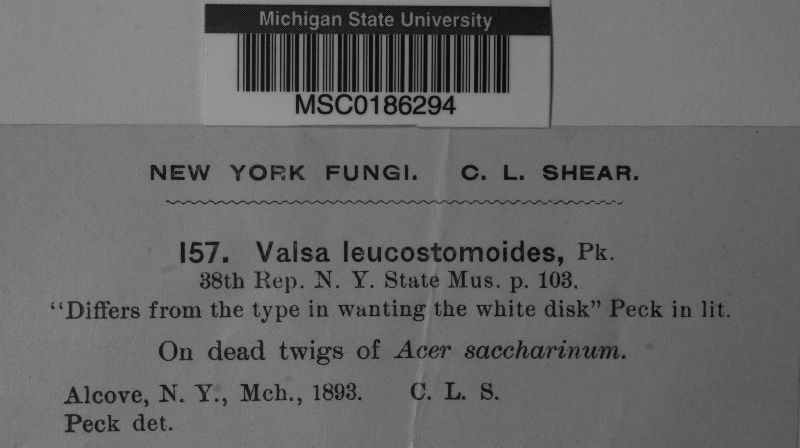 Michigan State University
MSC0186294
NEW YORK FUNGI. C. L. SHEAR.
157. Valsa leucostomoides, Pk.
38th Rep. N. Y. State Mus. p. 103.
"Differs from the type in wanting the white disk" Peck in lit.
On dead twigs of Acer saccharinum.
Alcove, N. Y., Mch., 1893. C. L. S.
Peck det.